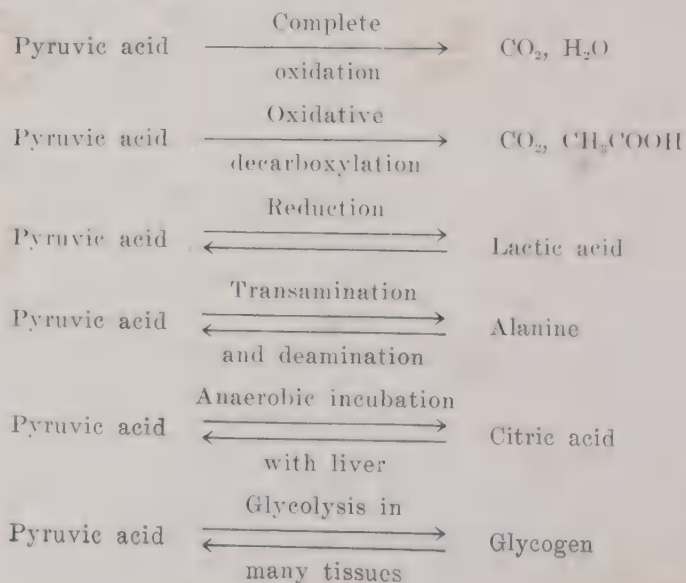 Complete
Pyruvic acid CO₂, H₂O
oxidation
Oxidative
Pyruvic acid CO₂, CH₃COOH
decarboxylation
Reduction
Pyruvic acid Lactic acid
Transamination
Pyruvic acid Alanine
and deamination
Anaerobic incubation
Pyruvic acid Citric acid
with liver
Glycolysis in
Pyruvic acid Glycogen
many tissues